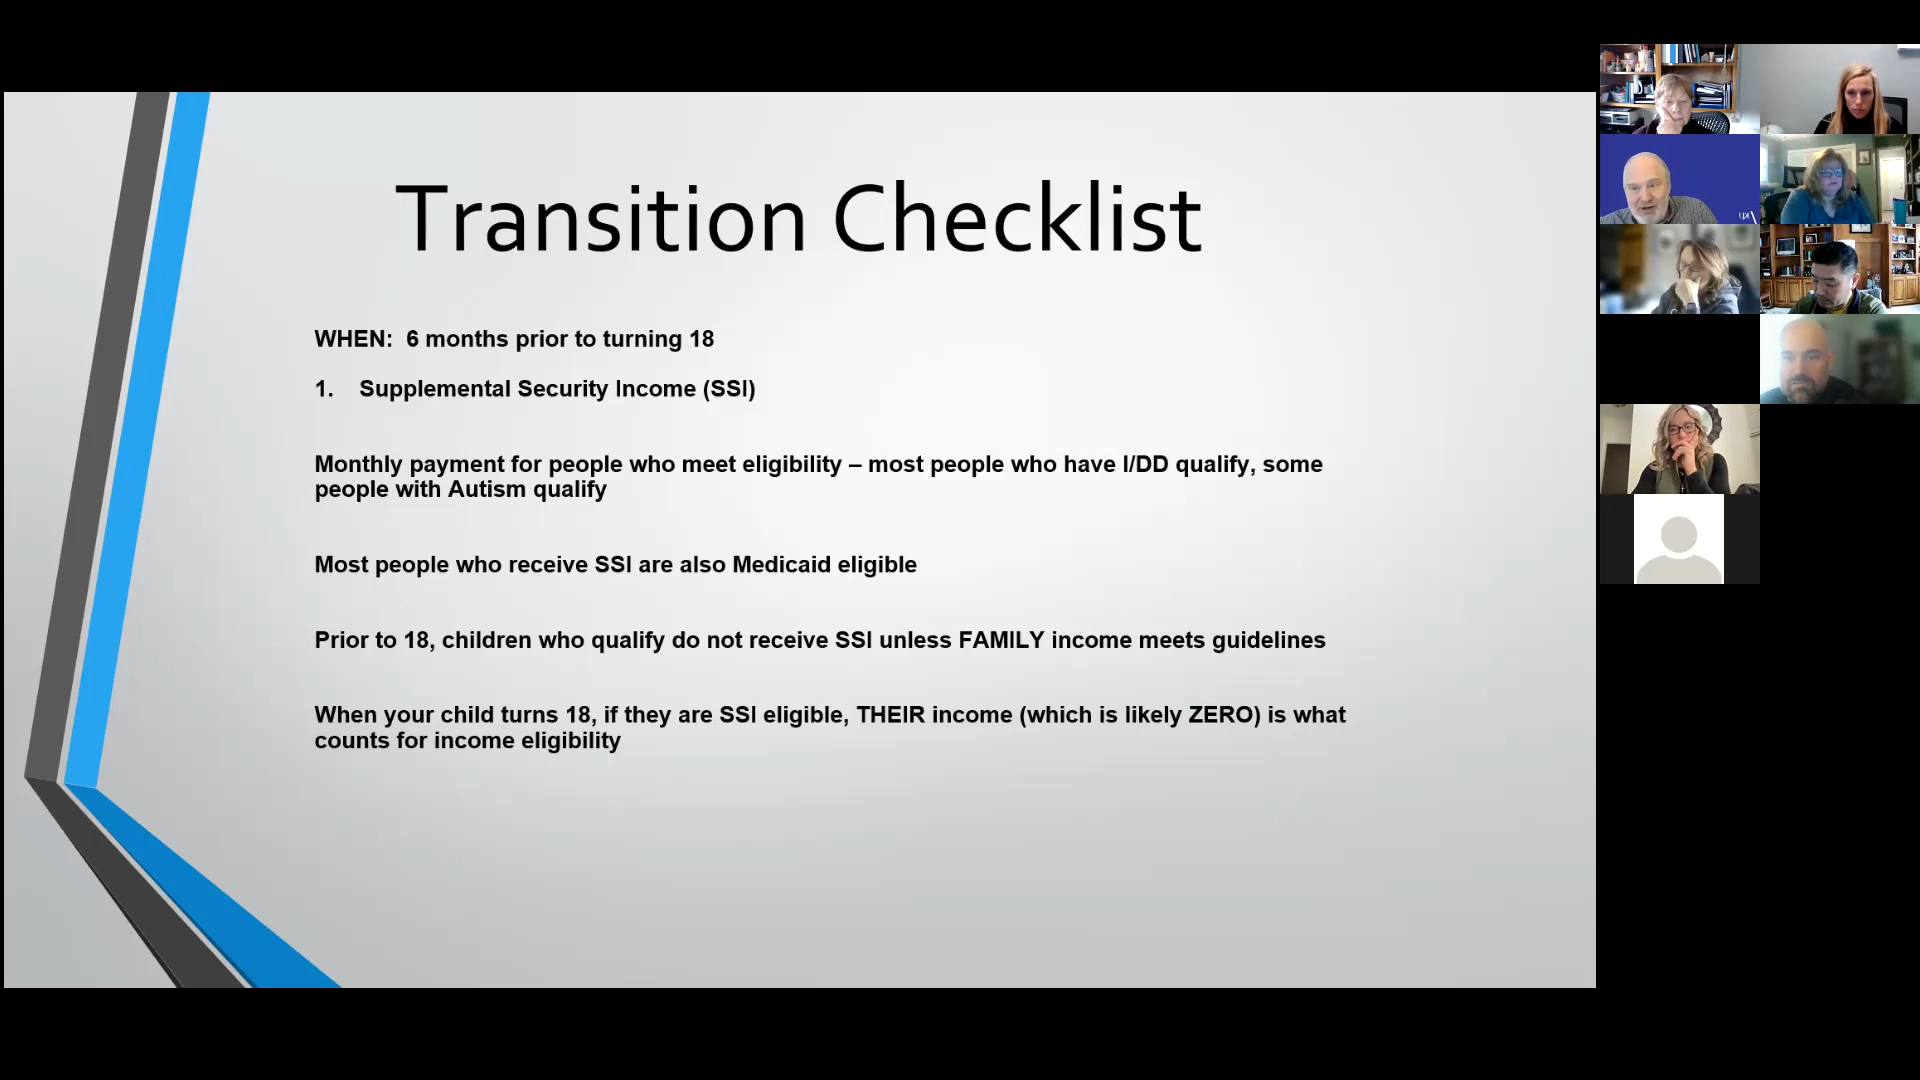 Transition Checklist
WHEN:  6 months prior to turning 18
1. Supplemental Security Income (SSI)
Monthly payment for people who meet eligibility – most people who have I/DD qualify, some
people with Autism qualify
Most people who receive SSI are also Medicaid eligible
Prior to 18, children who qualify do not receive SSI unless FAMILY income meets guidelines
When your child turns 18, if they are SSI eligible, THEIR income (which is likely ZERO) is what
counts for income eligibility